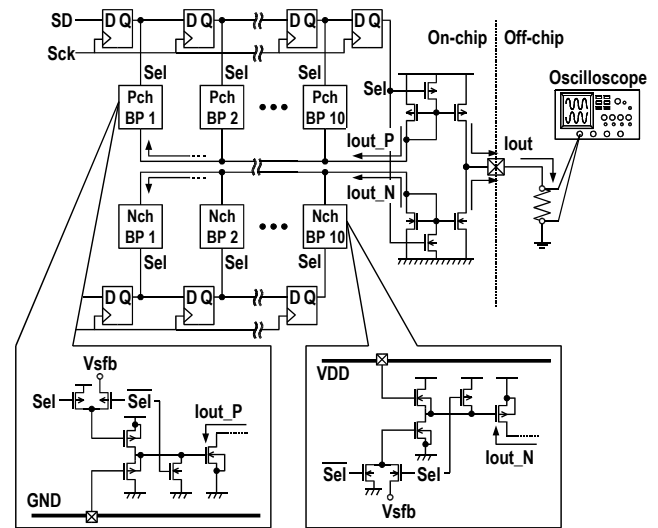 SD
D Q
D Q
D Q
D Q
On-chip
Off-chip
Sck
Oscilloscope
Sel
Sel
Sel
Sel
Pch
BP 1
Pch
BP 2
Pch
BP 10
Iout_P
Iout
Iout_N
Nch
BP 1
Nch
BP 2
Nch
BP 10
Sel
Sel
Sel
D Q
D Q
D Q
Vsfb
Sel
Sel
Iout_P
GND
VDD
Sel
Sel
Iout_N
Vsfb